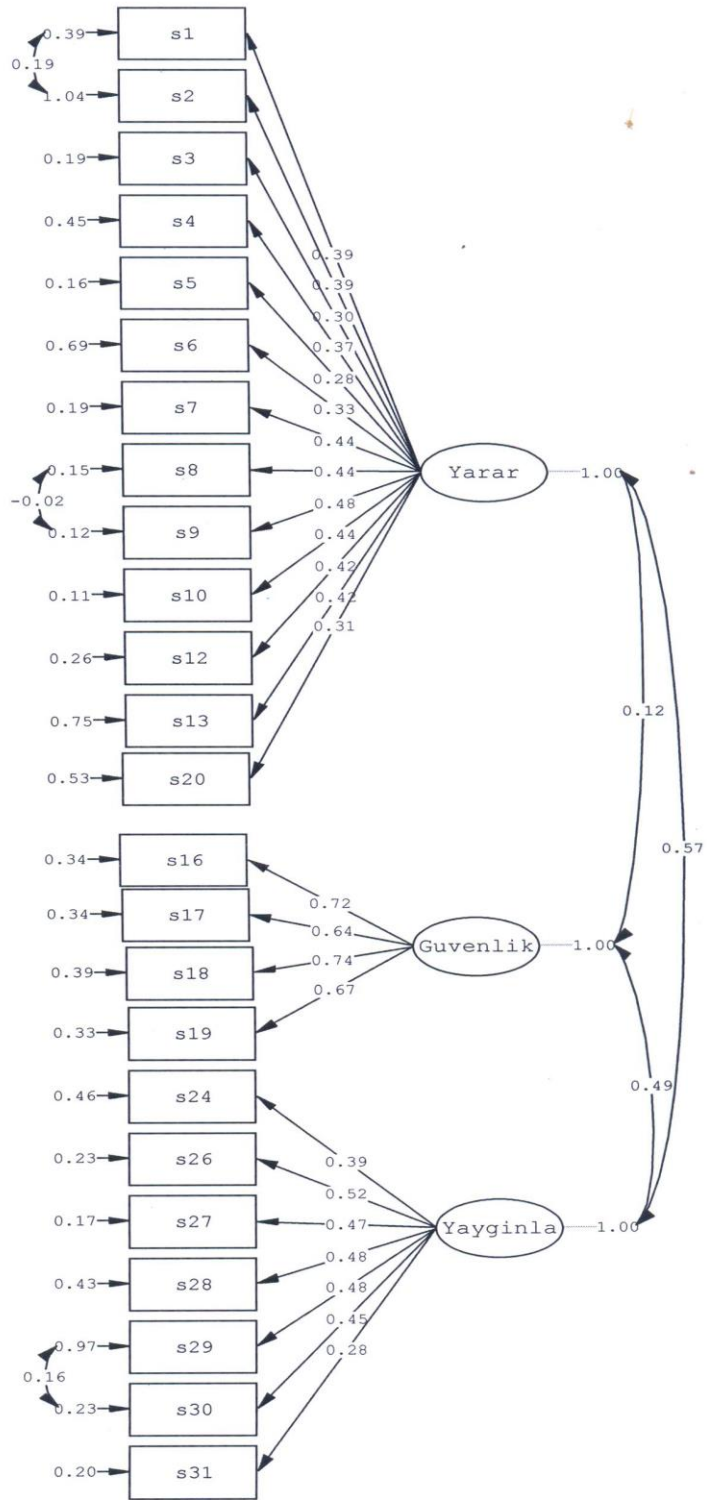 0.39 s1
0.19
1.04 s2
0.19 s3
0.45 s4
0.16 s5
0.69 s6
0.19 s7
0.15 s8
-0.02
0.12 s9
0.11 s10
0.26 s12
0.75 s13
0.53 s20
0.39
0.39
0.30
0.37
0.28
0.33
0.44
0.44
0.48
0.44
0.42
0.42
0.31
Yarar 1.00
0.34 s16
0.34 s17
0.39 s18
0.33 s19
0.72
0.64
0.74
0.67
Guvenlik 1.00
0.46 s24
0.23 s26
0.17 s27
0.43 s28
0.97 s29
0.16
0.23 s30
0.20 s31
0.39
0.52
0.47
0.48
0.48
0.45
0.28
Yayginla 1.00
0.12
0.57
0.49